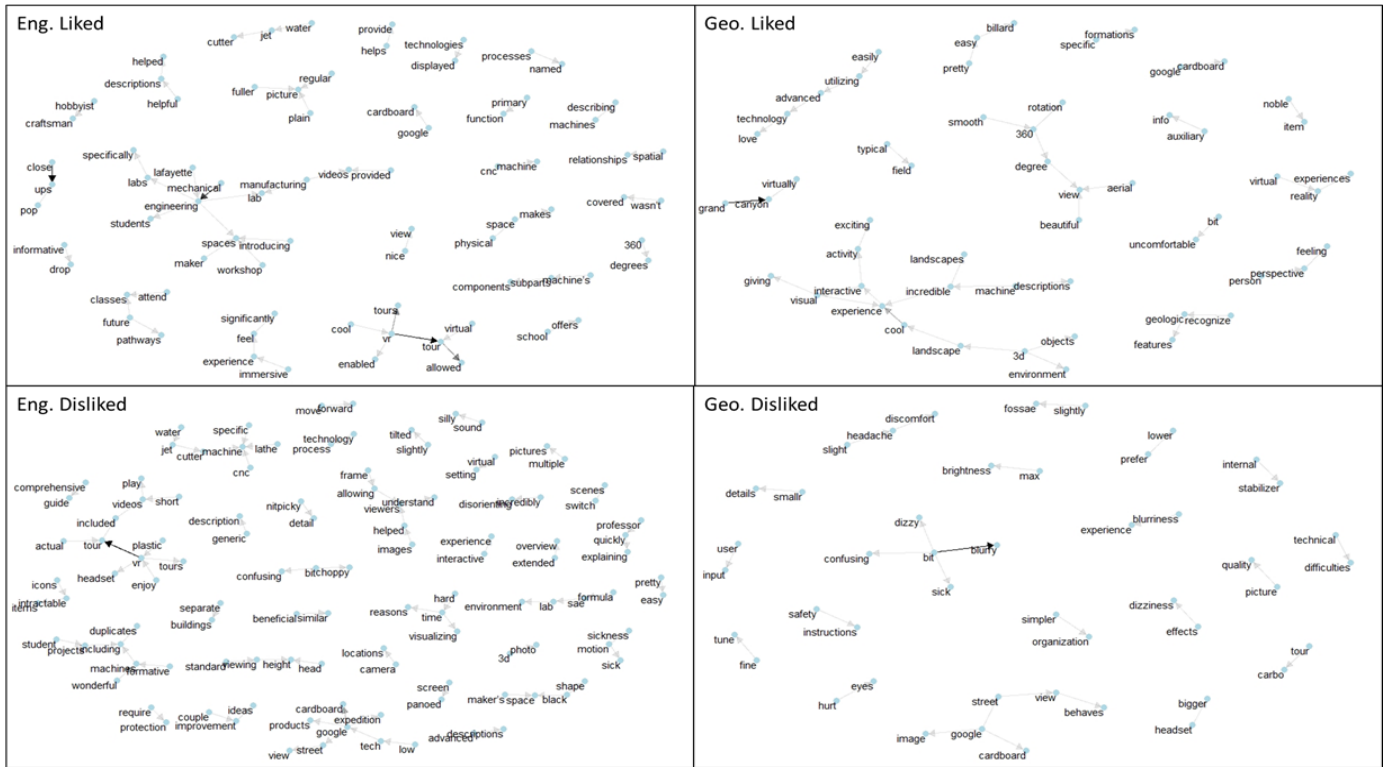 Eng. Liked
water
jet
cutter
provide
helps
technologies
displayed
processes
named
helped
descriptions
helpful
regular
fuller
picture
plain
hobbyist
craftsman
cardboard
google
primary
function
describing
machines
specifically
close
labs
lafayette
mechanical
manufacturing
videos
provided
cnc
machine
relationships
spatial
ups
lab
pop
engineering
students
covered
wasn't
makes
space
physical
spaces
introducing
view
nice
360
degrees
informative
drop
maker
workshop
components
subparts
machine's
classes
attend
future
pathways
significantly
feel
experience
immersive
tours
cool
vr
virtual
tour
enabled
allowed
offers
school
Geo. Liked
billard
easy
pretty
formations
specific
easily
utilizing
advanced
technology
love
google
cardboard
rotation
smooth
360
degree
info
auxiliary
noble
item
typical
field
virtually
grand
canyon
view
aerial
beautiful
virtual
experiences
reality
bit
uncomfortable
exciting
activity
landscapes
feeling
perspective
person
giving
visual
interactive
incredible
machine
descriptions
experience
cool
landscape
3d
objects
environment
geologic
recognize
features
Eng. Disliked
move
forward
water
jet
cutter
specific
machine
lathe
cnc
technology
process
silly
sound
tilted
slightly
pictures
multiple
virtual
setting
comprehensive
guide
play
videos
short
included
frame
allowing
viewers
understand
disorienting
incredibly
scenes
switch
nitpicky
detail
description
generic
helped
images
professor
quickly
explaining
actual
tour
plastic
vr
tours
headset
enjoy
experience
interactive
overview
extended
confusing
bit
choppy
icons
intractable
items
pretty
easy
separate
buildings
beneficial
similar
reasons
hard
time
visualizing
environment
lab
sae
formula
duplicates
student
projects
including
machines
formative
wonderful
standard
viewing
height
head
locations
camera
3d
photo
sickness
motion
sick
screen
panoed
maker's
space
black
shape
require
protection
couple
improvement
ideas
cardboard
products
expedition
google
view
street
tech
low
advanced
descriptions
Geo. Disliked
discomfort
headache
slight
fossae
slightly
lower
prefer
brightness
max
internal
stabilizer
details
smallr
dizzy
confusing
bit
blurry
sick
experience
blurriness
user
input
technical
difficulties
quality
picture
safety
instructions
dizziness
effects
simpler
organization
tune
fine
tour
carbo
eyes
hurt
street
view
behaves
image
google
cardboard
bigger
headset